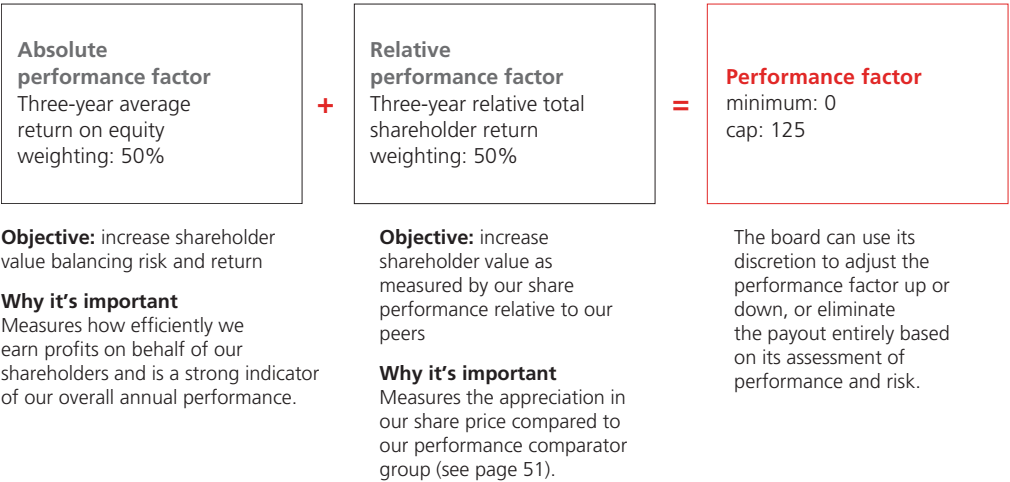 Absolute
performance factor
Three-year average
return on equity
weighting: 50%
+
Relative
performance factor
Three-year relative total
shareholder return
weighting: 50%
=
Performance factor
minimum: 0
cap: 125
Objective: increase shareholder
value balancing risk and return
Why it's important
Measures how efficiently we
earn profits on behalf of our
shareholders and is a strong indicator
of our overall annual performance.
Objective: increase
shareholder value as
measured by our share
performance relative to our
peers
Why it's important
Measures the appreciation in
our share price compared to
our performance comparator
group (see page 51).
The board can use its
discretion to adjust the
performance factor up or
down, or eliminate
the payout entirely based
on its assessment of
performance and risk.